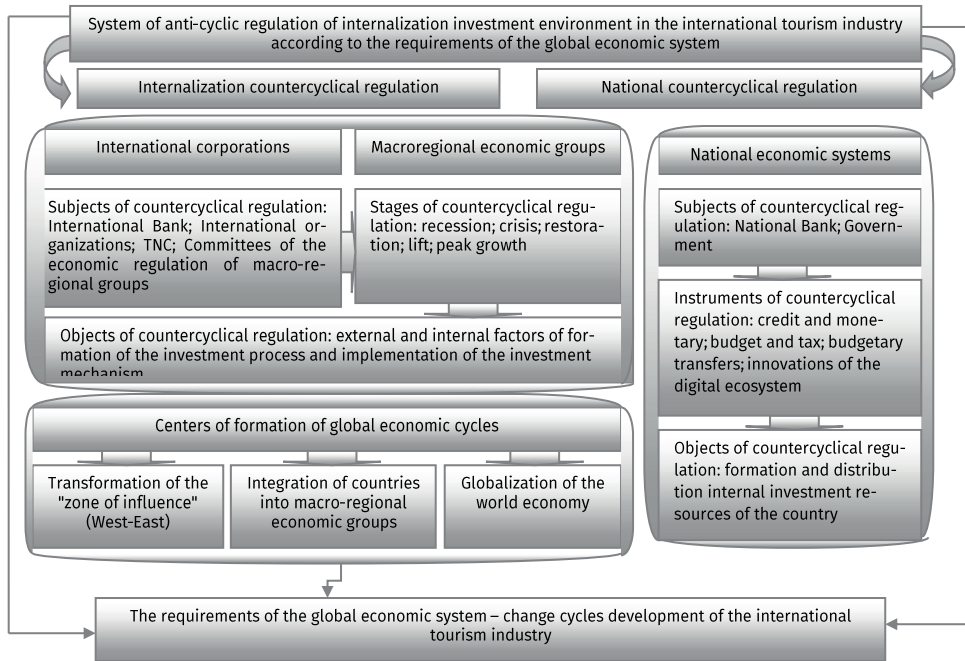 System of anti-cyclic regulation of internalization investment environment in the international tourism industry
according to the requirements of the global economic system
Internalization countercyclical regulation
National countercyclical regulation
International corporations
Macroregional economic groups
National economic systems
Subjects of countercyclical regulation:
International Bank; International or-
ganizations; TNC; Committees of the
economic regulation of macro-re-
gional groups
Stages of countercyclical regu-
lation: recession; crisis; restora-
tion; lift; peak growth
Subjects of countercyclical reg-
ulation: National Bank; Govern-
ment
Objects of countercyclical regulation: external and internal factors of for-
mation of the investment process and implementation of the investment
mechanism
Instruments of countercyclical
regulation: credit and mone-
tary; budget and tax; budgetary
transfers; innovations of the
digital ecosystem
Centers of formation of global economic cycles
Transformation of the
"zone of influence"
(West-East)
Integration of countries
into macro-regional
economic groups
Globalization of the
world economy
Objects of countercyclical regu-
lation: formation and distribu-
tion internal investment re-
sources of the country
The requirements of the global economic system – change cycles development of the international
tourism industry